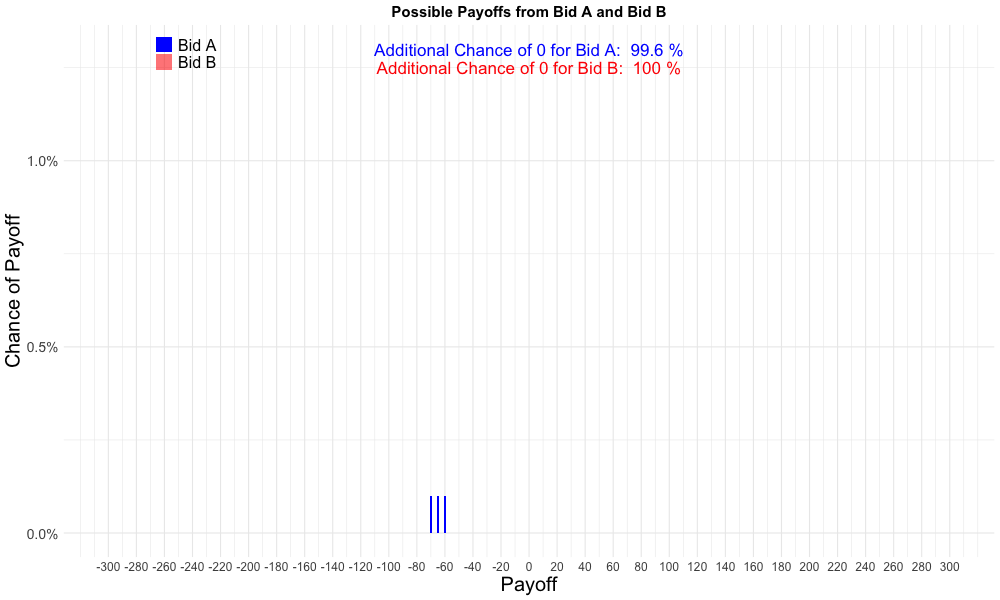 Possible Payoffs from Bid A and Bid B
Bid A
Bid B
Additional Chance of 0 for Bid A:  99.6 %
Additional Chance of 0 for Bid B:  100 %
Chance of Payoff
1.0%
0.5%
0.0%
-300 -280 -260 -240 -220 -200 -180 -160 -140 -120 -100 -80 -60 -40 -20 0 20 40 60 80 100 120 140 160 180 200 220 240 260 280 300
Payoff